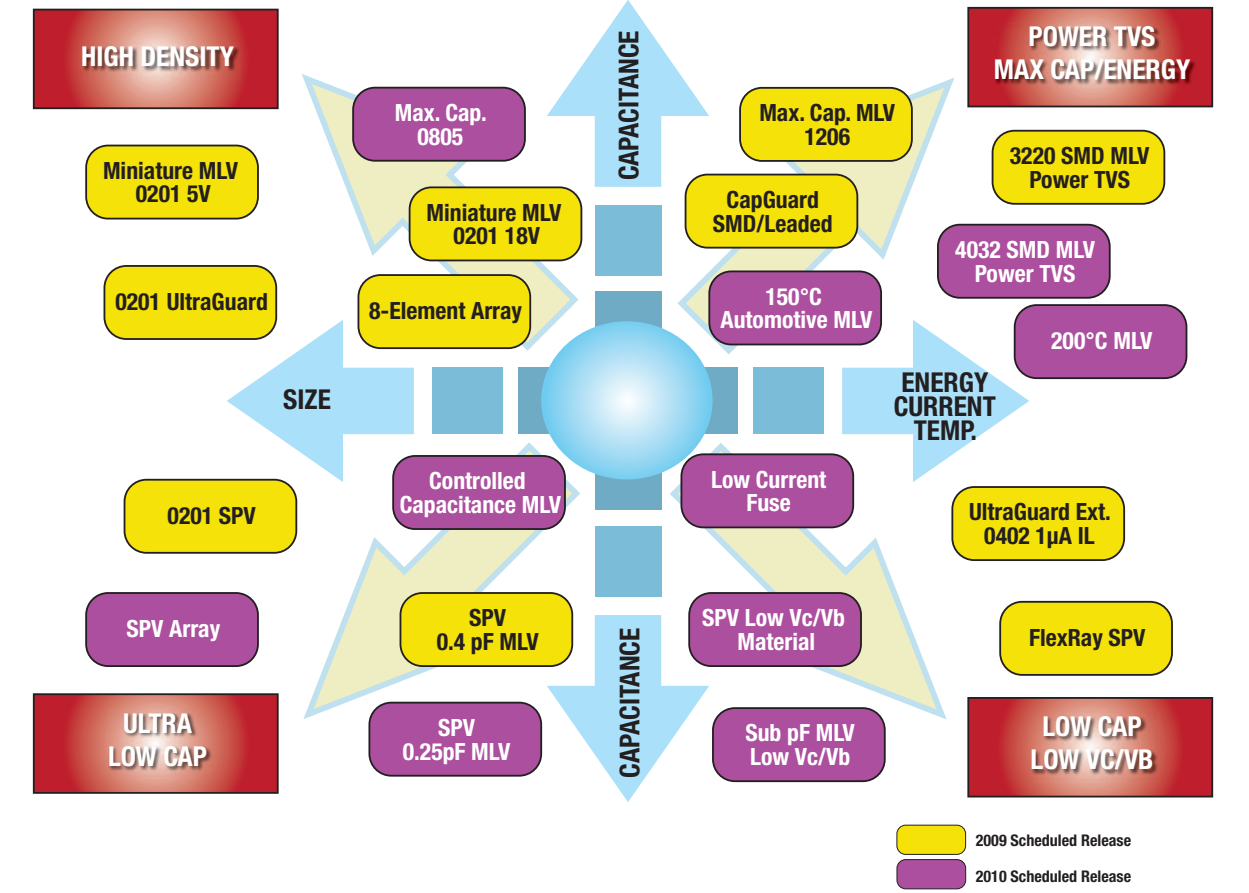 HIGH DENSITY
POWER TVS
MAX CAP/ENERGY
CAPACITANCE
Max. Cap.
0805
Max. Cap. MLV
1206
Miniature MLV
0201 5V
3220 SMD MLV
Power TVS
Miniature MLV
0201 18V
CapGuard
SMD/Leaded
4032 SMD MLV
Power TVS
0201 UltraGuard
8-Element Array
150°C
Automotive MLV
200°C MLV
SIZE
ENERGY
CURRENT
TEMP.
Controlled
Capacitance MLV
Low Current
Fuse
0201 SPV
UltraGuard Ext.
0402 1µA IL
SPV Array
SPV
0.4 pF MLV
SPV Low Vc/Vb
Material
FlexRay SPV
CAPACITANCE
ULTRA
LOW CAP
SPV
0.25pF MLV
Sub pF MLV
Low Vc/Vb
LOW CAP
LOW VC/VB
2009 Scheduled Release
2010 Scheduled Release